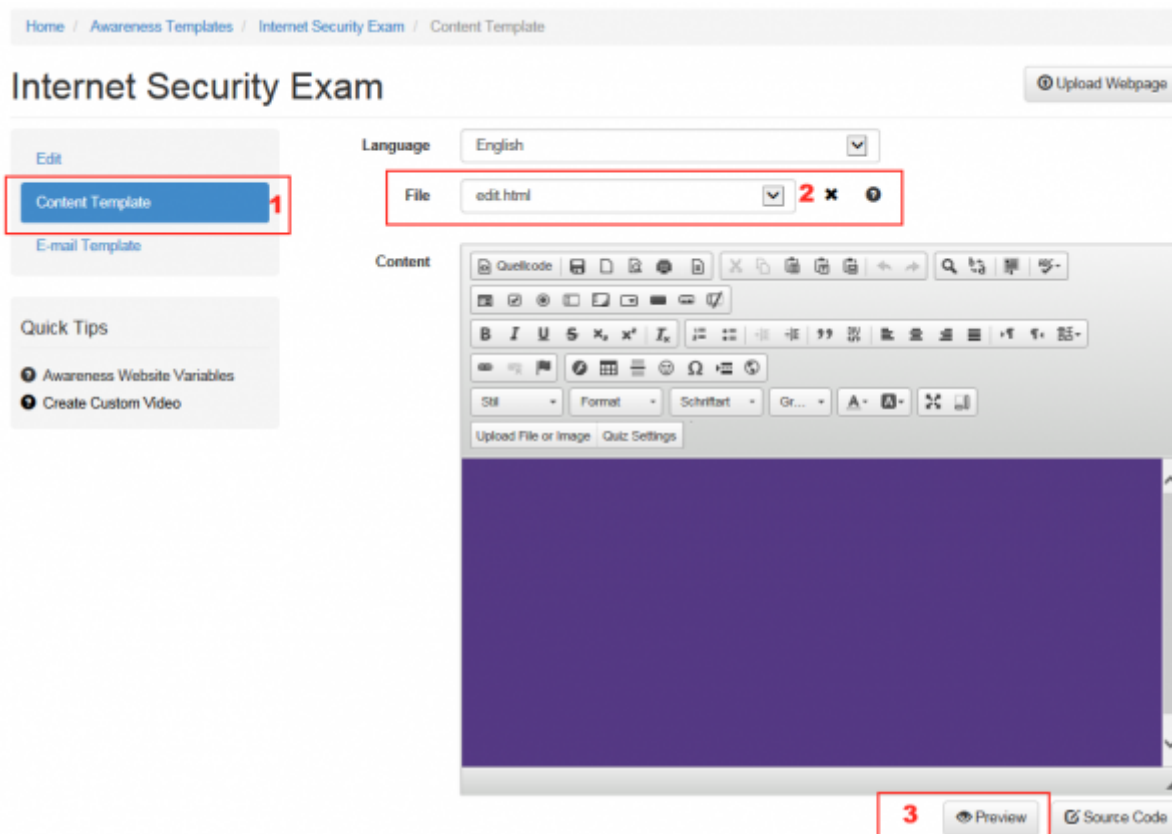 Home / Awareness Templates / Internet Security Exam / Content Template
Internet Security Exam
Upload Webpage
Edit
Content Template 1
E-mail Template
Quick Tips
Awareness Website Variables
Create Custom Video
Language English
File edit.html 2
Content
Quellcode
Stil Format Schriftart Gr...
Upload File or Image Quiz Settings
3 Preview Source Code